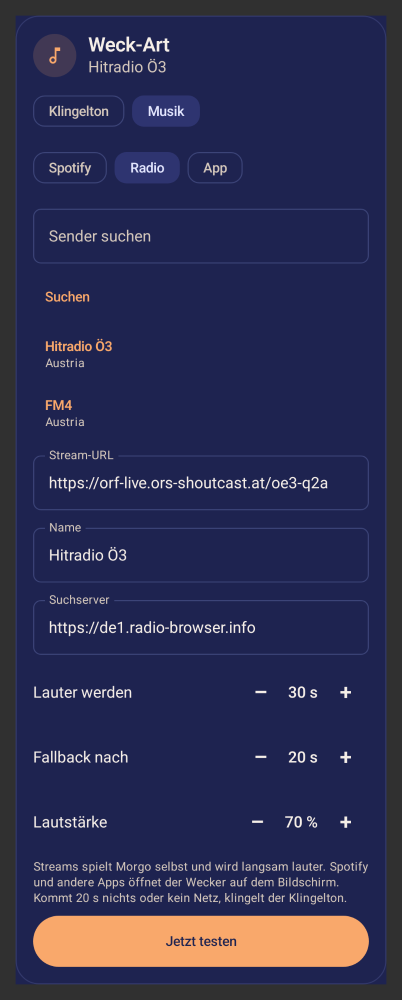 Weck-Art
Hitradio Ö3
Klingelton Musik
Spotify Radio App
Sender suchen
Suchen
Hitradio Ö3
Austria
FM4
Austria
Stream-URL
https://orf-live.ors-shoutcast.at/oe3-q2a
Name
Hitradio Ö3
Suchserver
https://de1.radio-browser.info
Lauter werden − 30 s +
Fallback nach − 20 s +
Lautstärke − 70 % +
Streams spielt Morgo selbst und wird langsam lauter. Spotify
und andere Apps öffnet der Wecker auf dem Bildschirm.
Kommt 20 s nichts oder kein Netz, klingelt der Klingelton.
Jetzt testen